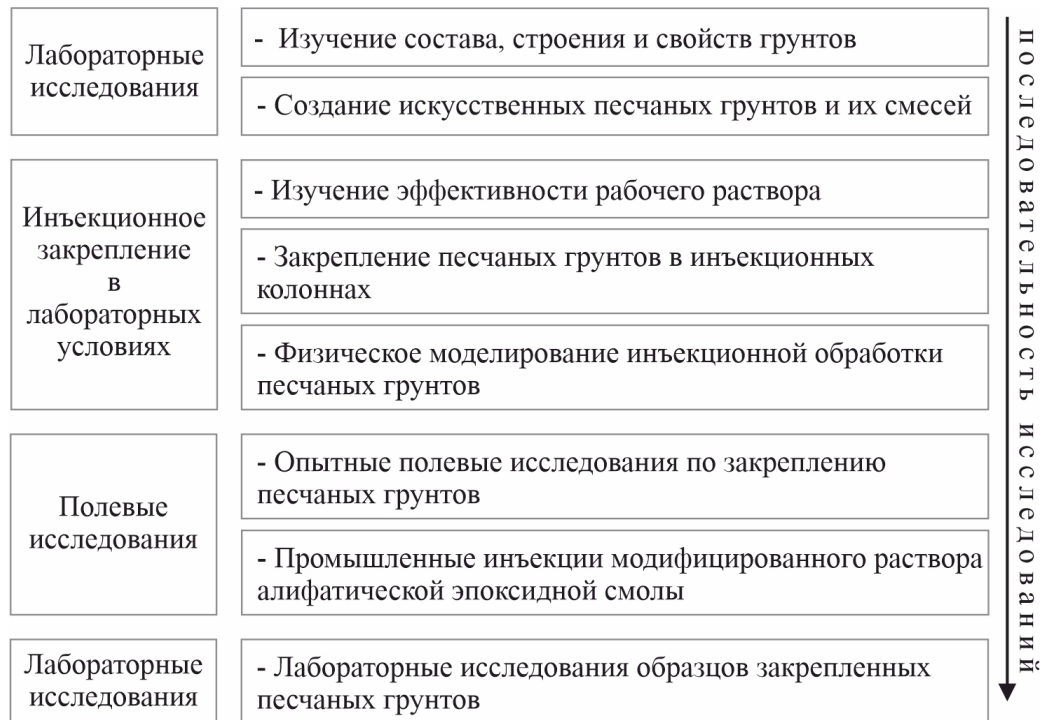 Лабораторные
исследования
- Изучение состава, строения и свойств грунтов
- Создание искусственных песчаных грунтов и их смесей
Инъекционное
закрепление
в
лабораторных
условиях
- Изучение эффективности рабочего раствора
- Закрепление песчаных грунтов в инъекционных
колоннах
- Физическое моделирование инъекционной обработки
песчаных грунтов
Полевые
исследования
- Опытные полевые исследования по закреплению
песчаных грунтов
- Промышленные инъекции модифицированного раствора
алифатической эпоксидной смолы
Лабораторные
исследования
- Лабораторные исследования образцов закрепленных
песчаных грунтов
последовательность исследований